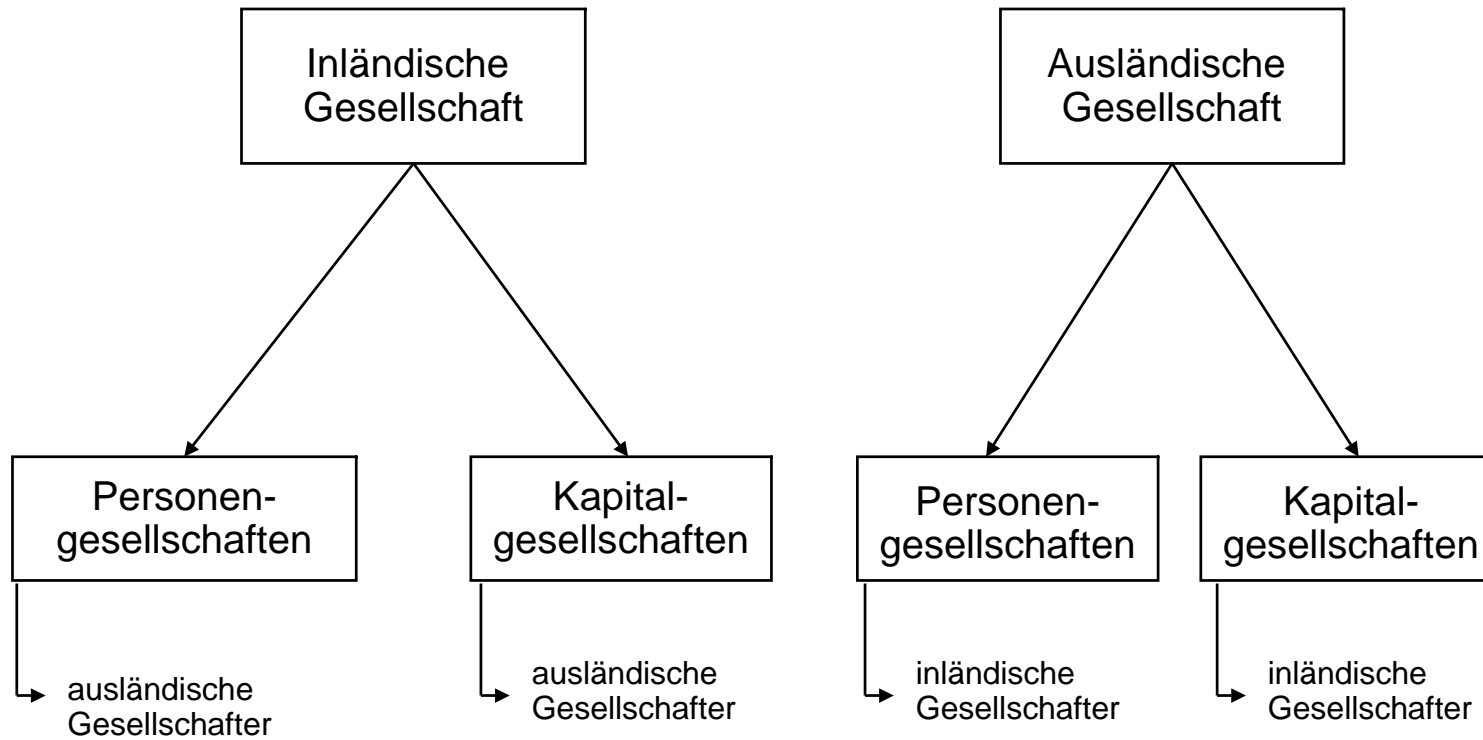 Inländische
Gesellschaft
Ausländische
Gesellschaft
Personen-
gesellschaften
Kapital-
gesellschaften
Personen-
gesellschaften
Kapital-
gesellschaften
ausländische
Gesellschafter
ausländische
Gesellschafter
inländische
Gesellschafter
inländische
Gesellschafter